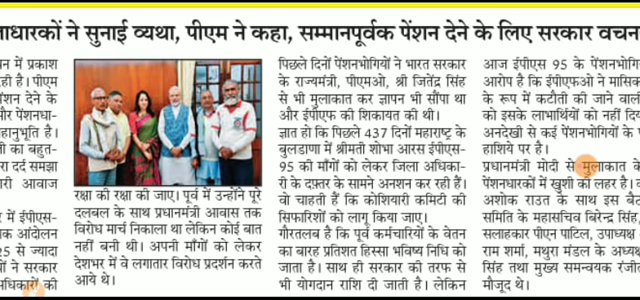 ाधारकों ने सुनाई व्यथा, पीएम ने कहा, सम्मानपूर्वक पेंशन देने के लिए सरकार वचन
न में प्रकाश
रही है। पीएम
पेंशन देने के
और पेंशनधा-
हानुभूति है।
ी का बहुत-
रा दर्द समझा
ारी आवाज
र में ईपीएस-
क आंदोलन
25 से ज्यादा
यों ने सरकार
धिकारों की
रक्षा की रक्षा की जाए। पूर्व में उन्होंने पूरे
दलबल के साथ प्रधानमंत्री आवास तक
विरोध मार्च निकाला था लेकिन कोई बात
नहीं बनी थी। अपनी माँगों को लेकर
देशभर में वे लगातार विरोध प्रदर्शन करते
आये थे।
पिछले दिनों पेंशनभोगियों ने भारत सरकार
के राज्यमंत्री, पीएमओ, श्री जितेंद्र सिंह
से भी मुलाकात कर ज्ञापन भी सौंपा था
और ईपीएफ की शिकायत की थी।
ज्ञात हो कि पिछले 437 दिनों महाराष्ट्र के
बुलडाणा में श्रीमती शोभा आरस ईपीएस-
95 की मांगों को लेकर जिला अधिका-
री के दफ़्तर के सामने अनशन कर रही हैं।
वो चाहती हैं कि कोशियारी कमिटी की
सिफारिशों को लागू किया जाए।
गौरतलब है कि पूर्व कर्मचारियों के वेतन
का बारह प्रतिशत हिस्सा भविष्य निधि को
जाता है। साथ ही सरकार की तरफ से
भी योगदान राशि दी जाती है। लेकिन
आज ईपीएस 95 के पेंशनभोगि
आरोप है कि ईपीएफओ ने मासिक
के रूप में कटौती की जाने वाली
को इसके लाभार्थियों को नहीं दिय
अनदेखी से कई पेंशनभोगियों के
हाशिये पर है।
प्रधानमंत्री मोदी से मुलाकात के
पेंशनधारकों में खुशी की लहर है।
अशोक राउत के साथ इस बैट
समिति के महासचिव बिरेन्द्र सिंह,
सलाहकार पीएन पाटिल, उपाध्यक्ष
राम शर्मा, मथुरा मंडल के अध्यक्ष
सिंह तथा मुख्य समन्वयक रंजीत
मौजूद थे।